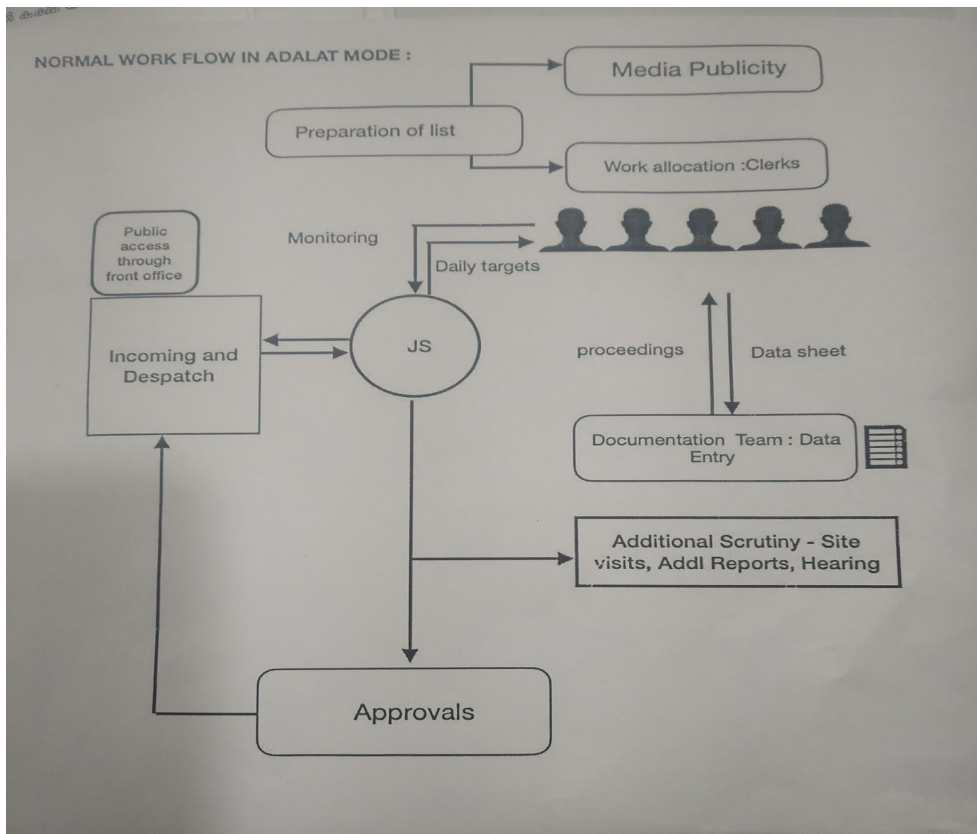 NORMAL WORK FLOW IN ADALAT MODE :
Media Publicity
Preparation of list
Work allocation :Clerks
Public
access
through
front office
Monitoring
Daily targets
Incoming and
Despatch
JS
proceedings
Data sheet
Documentation Team : Data
Entry
Additional Scrutiny - Site
visits, Addl Reports, Hearing
Approvals